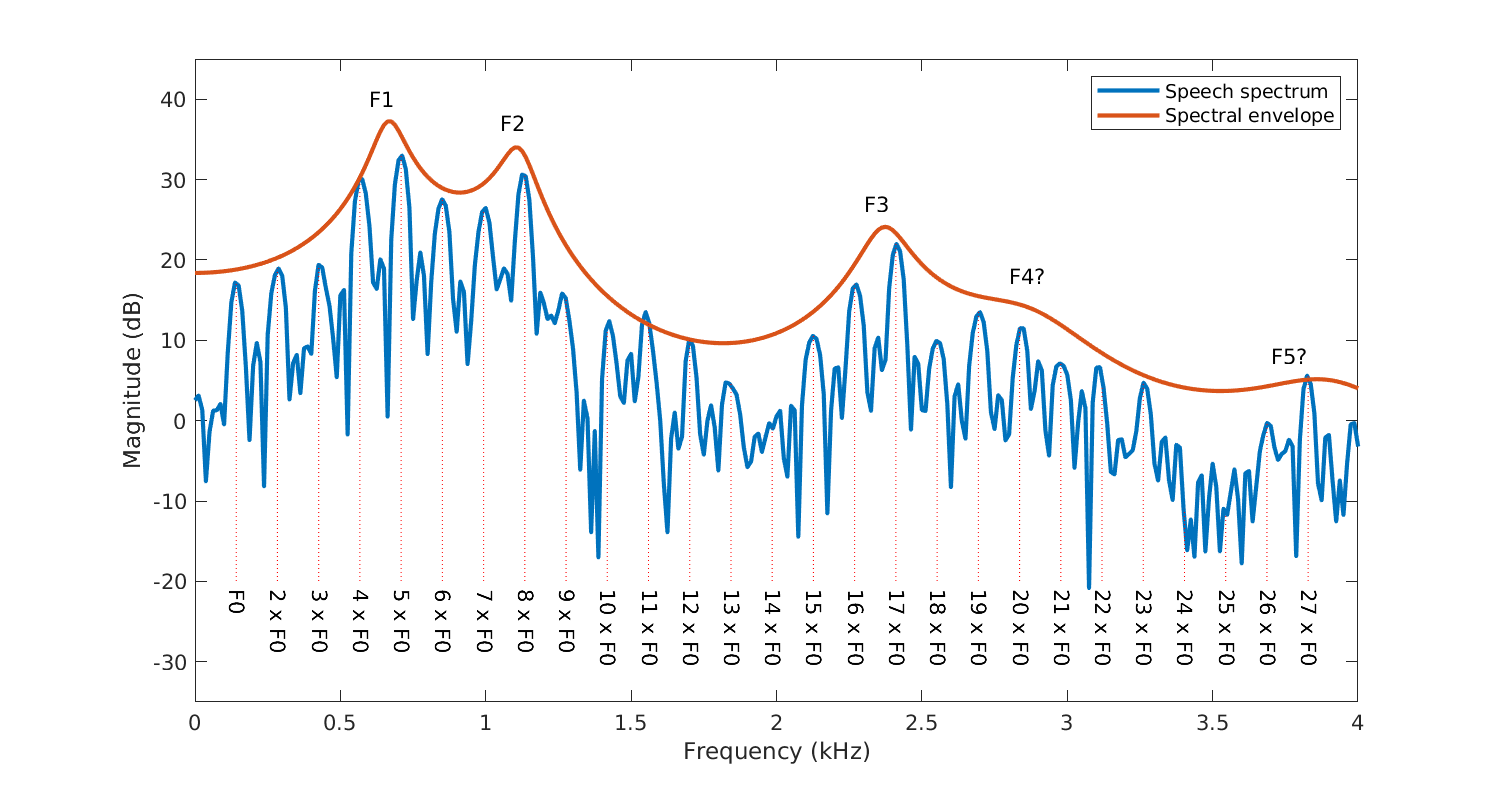 F1
F2
F3
F4?
F5?
Speech spectrum
Spectral envelope
Magnitude (dB)
40
30
20
10
0
-10
-20
-30
F0
2 x F0
3 x F0
4 x F0
5 x F0
6 x F0
7 x F0
8 x F0
9 x F0
10 x F0
11 x F0
12 x F0
13 x F0
14 x F0
15 x F0
16 x F0
17 x F0
18 x F0
19 x F0
20 x F0
21 x F0
22 x F0
23 x F0
24 x F0
25 x F0
26 x F0
27 x F0
0
0.5
1
1.5
2
2.5
3
3.5
4
Frequency (kHz)